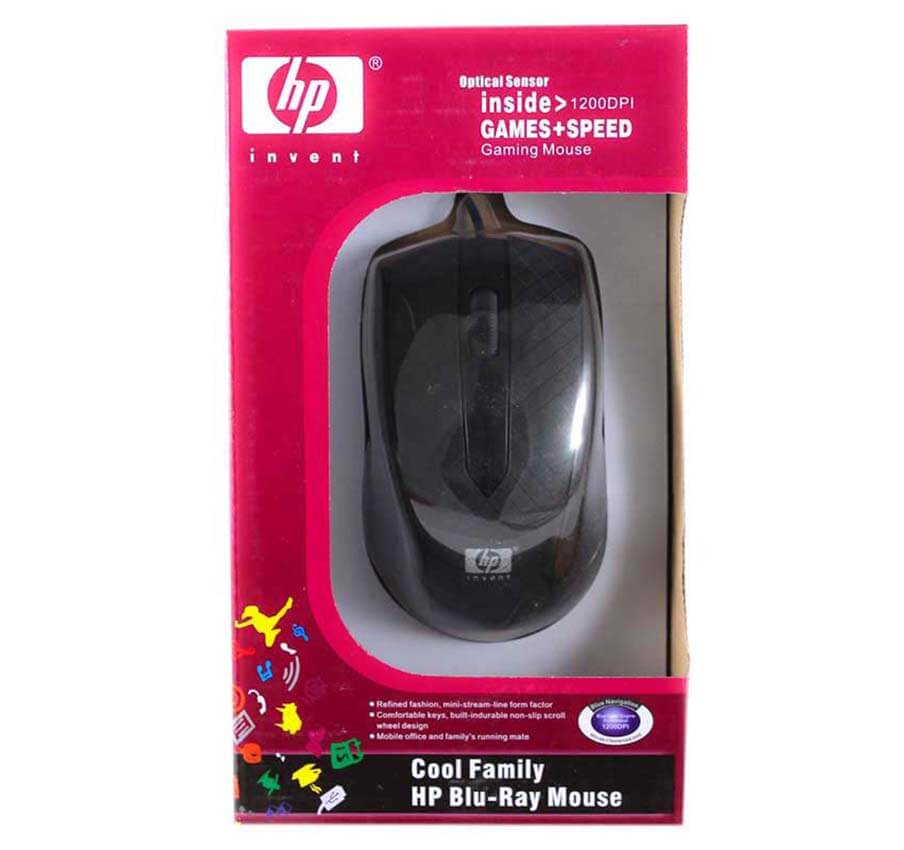 hp®
invent
Optical Sensor
inside>1200DPI
GAMES+SPEED
Gaming Mouse
hp
invent
Refined fashion, mini-stream-line form factor
Comfortable keys, built-indurable non-slip scroll
wheel design
Mobile office and family's running mate
Blue Navigation
1200DPI
Cool Family
HP Blu-Ray Mouse